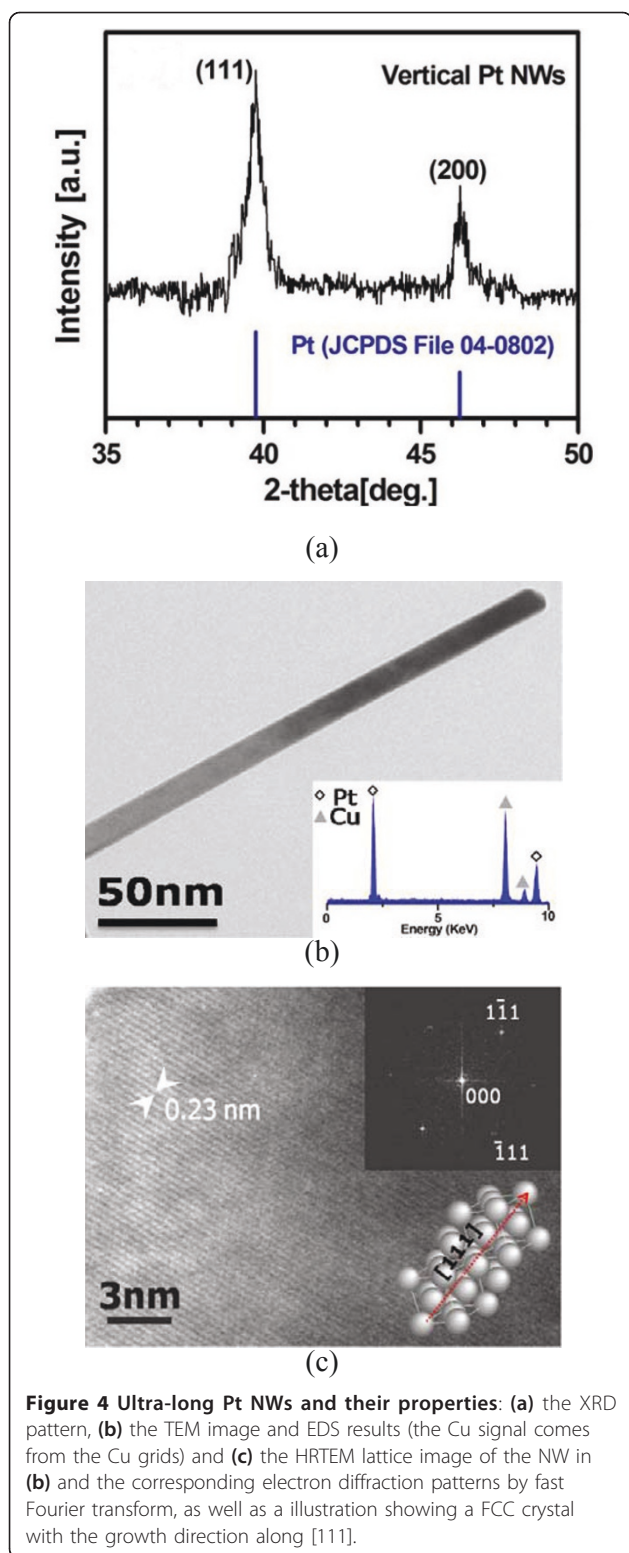 (111)
Vertical Pt NWs
(200)
Intensity [a.u.]
Pt (JCPDS File 04-0802)
35 40 45 50
2-theta[deg.]
(a)
Pt
Cu
50nm
0 5 10
Energy (KeV)
(b)
11̄1
0.23 nm
000
1̄11
[111]
3nm
(c)
Figure 4 Ultra-long Pt NWs and their properties: (a) the XRD
pattern, (b) the TEM image and EDS results (the Cu signal comes
from the Cu grids) and (c) the HRTEM lattice image of the NW in
(b) and the corresponding electron diffraction patterns by fast
Fourier transform, as well as a illustration showing a FCC crystal
with the growth direction along [111].